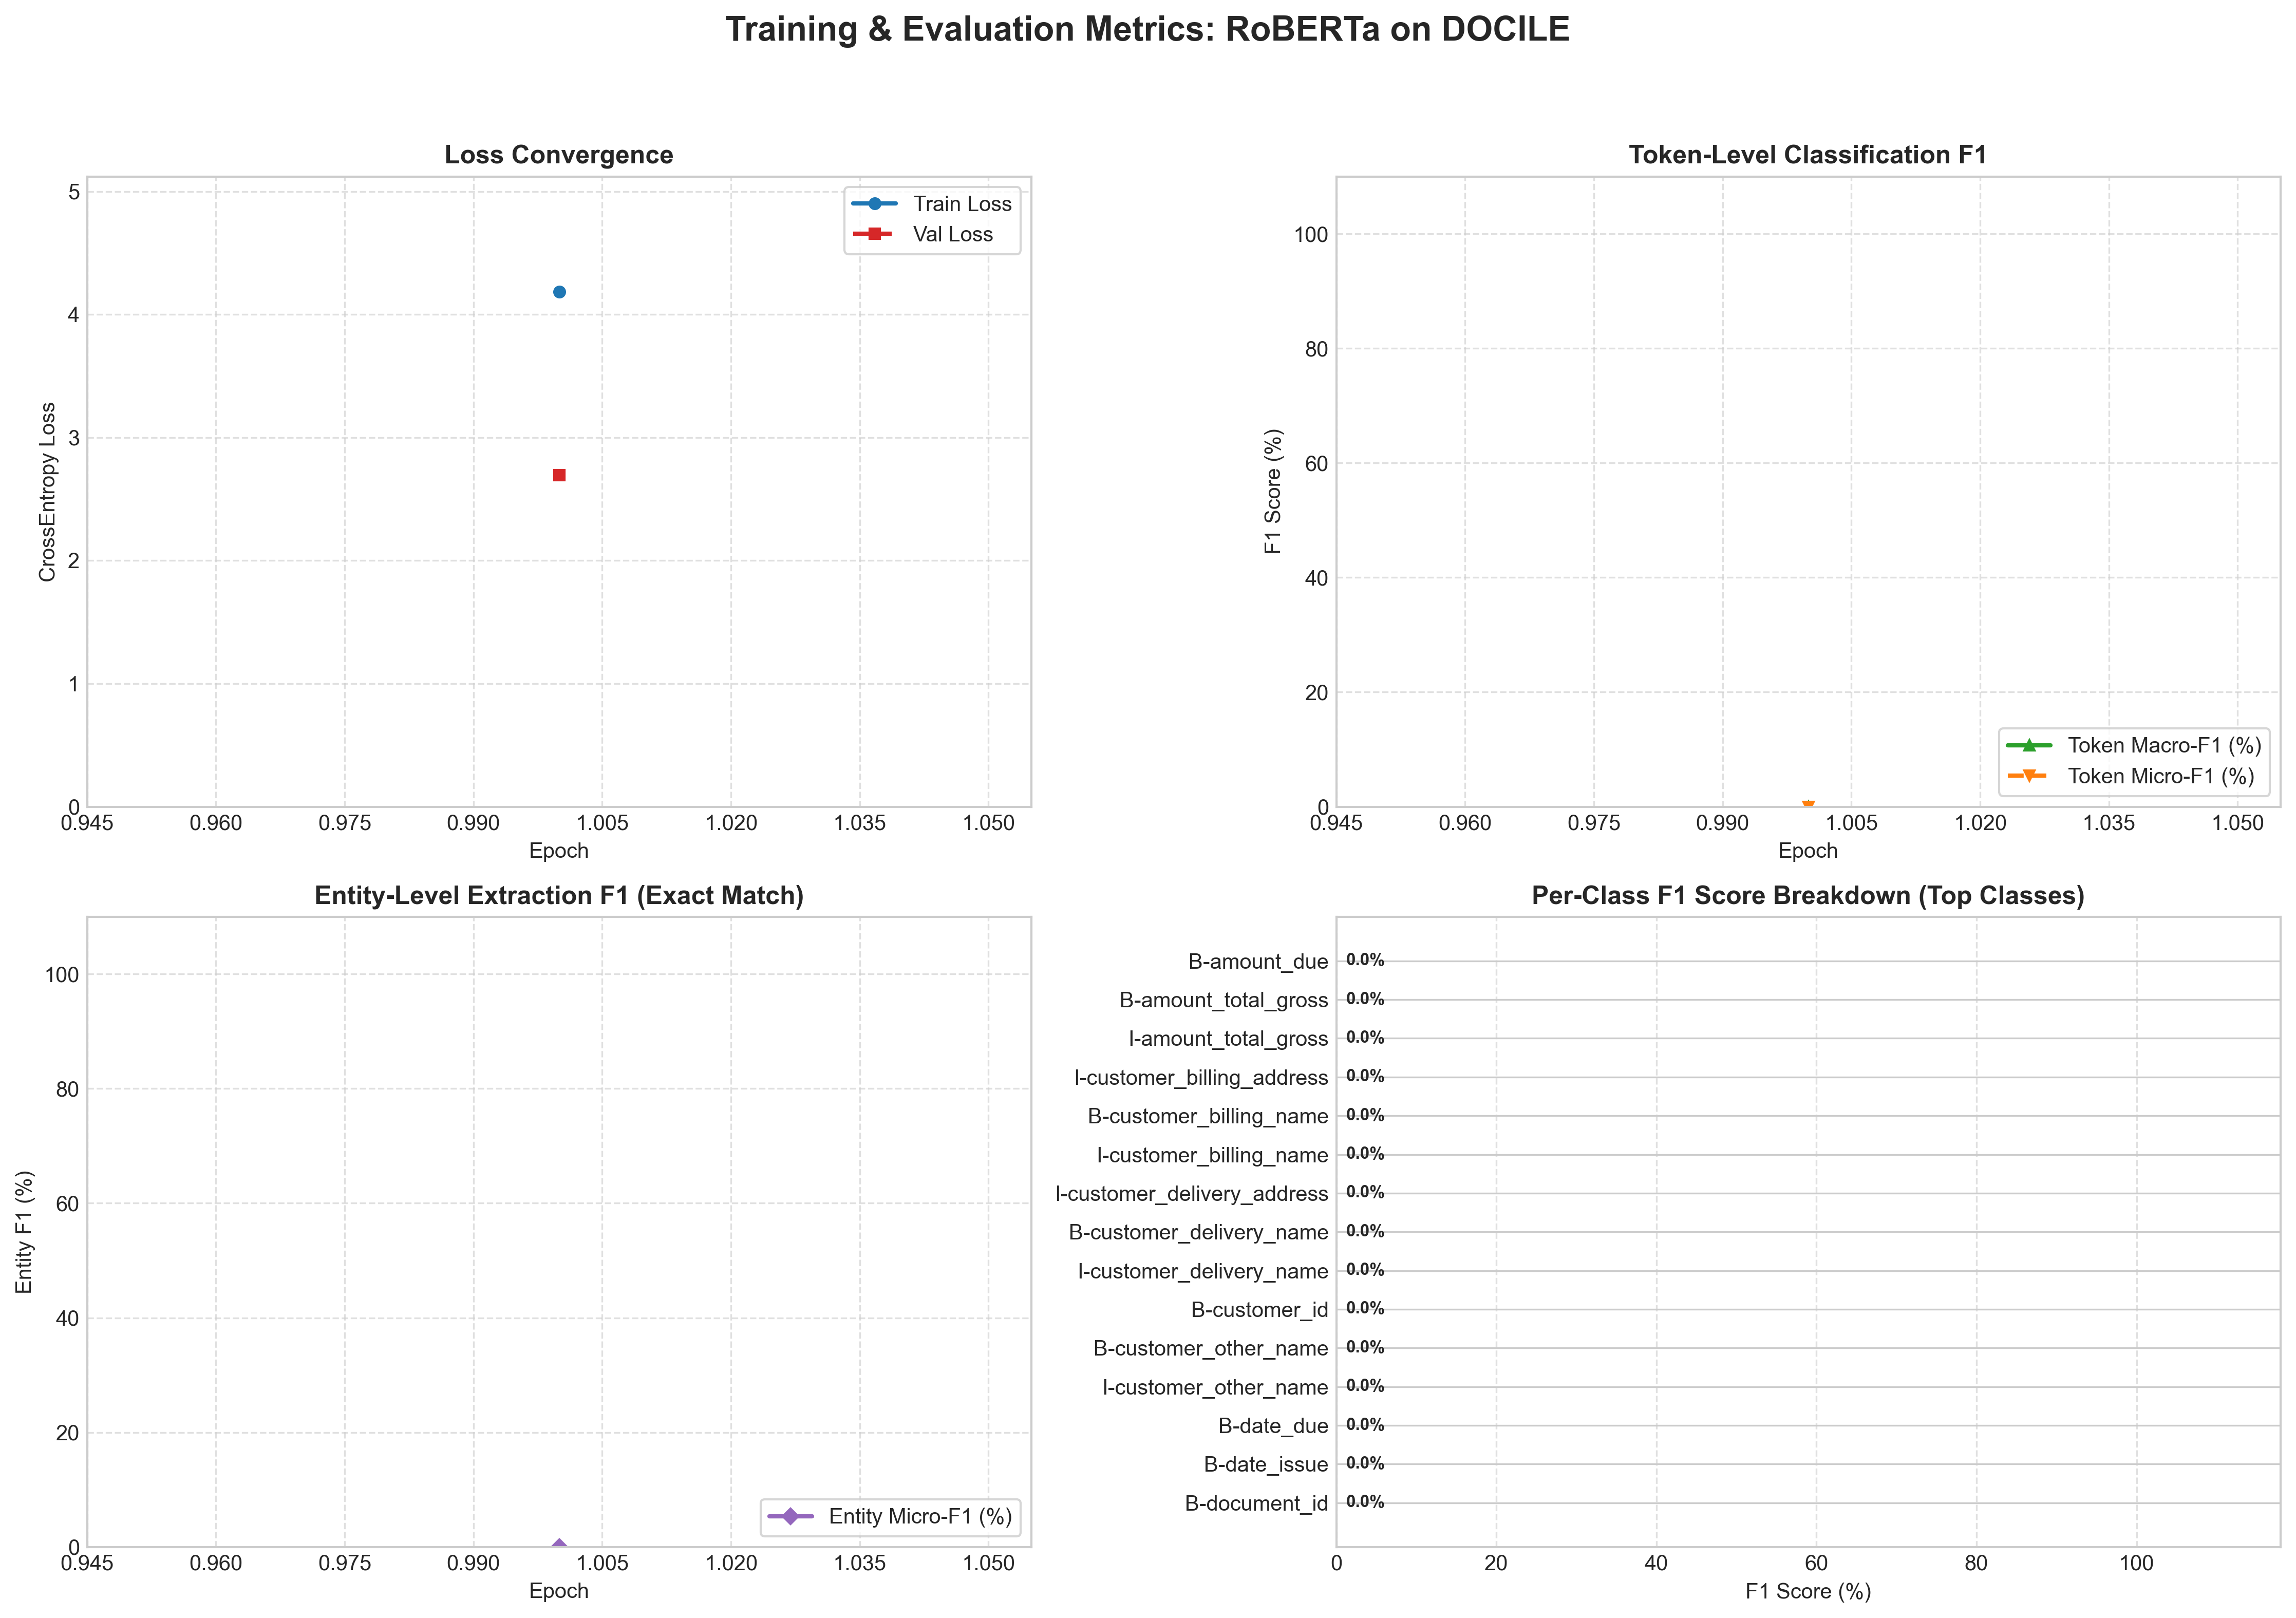 Training & Evaluation Metrics: RoBERTa on DOCILE
Loss Convergence
CrossEntropy Loss
5
4
3
2
1
0
Train Loss
Val Loss
0.945 0.960 0.975 0.990 1.005 1.020 1.035 1.050
Epoch
Token-Level Classification F1
F1 Score (%)
100
80
60
40
20
0
Token Macro-F1 (%)
Token Micro-F1 (%)
0.945 0.960 0.975 0.990 1.005 1.020 1.035 1.050
Epoch
Entity-Level Extraction F1 (Exact Match)
Entity F1 (%)
100
80
60
40
20
0
Entity Micro-F1 (%)
0.945 0.960 0.975 0.990 1.005 1.020 1.035 1.050
Epoch
Per-Class F1 Score Breakdown (Top Classes)
B-amount_due 0.0%
B-amount_total_gross 0.0%
I-amount_total_gross 0.0%
I-customer_billing_address 0.0%
B-customer_billing_name 0.0%
I-customer_billing_name 0.0%
I-customer_delivery_address 0.0%
B-customer_delivery_name 0.0%
I-customer_delivery_name 0.0%
B-customer_id 0.0%
B-customer_other_name 0.0%
I-customer_other_name 0.0%
B-date_due 0.0%
B-date_issue 0.0%
B-document_id 0.0%
0 20 40 60 80 100
F1 Score (%)